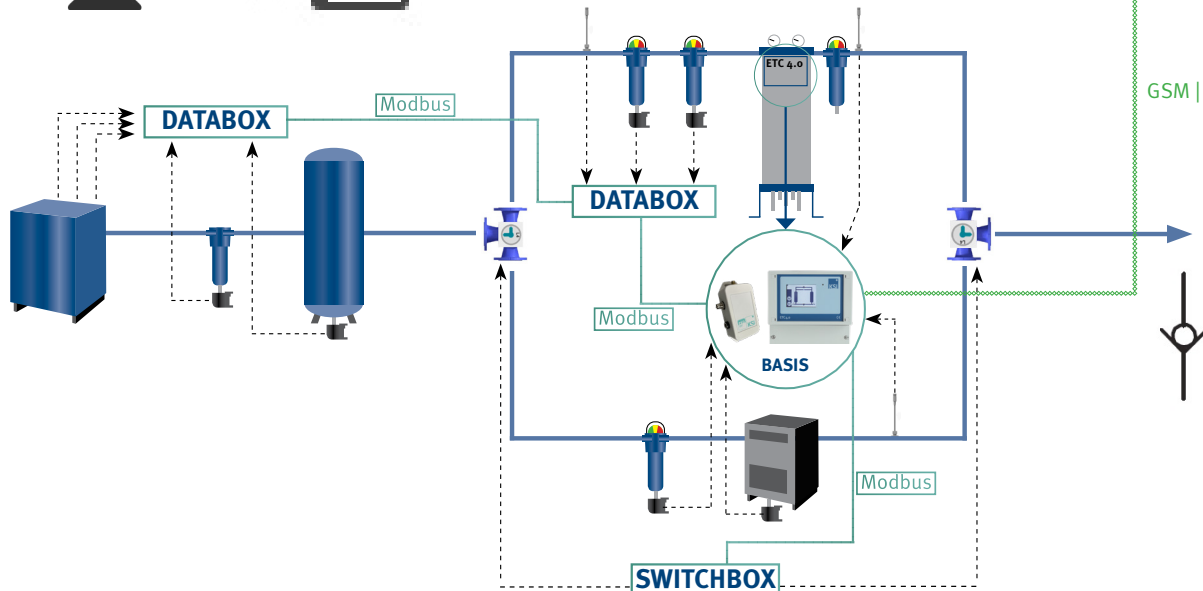 ETC 4.0
GSM |
Modbus
DATABOX
DATABOX
Modbus
BASIS
Modbus
SWITCHBOX